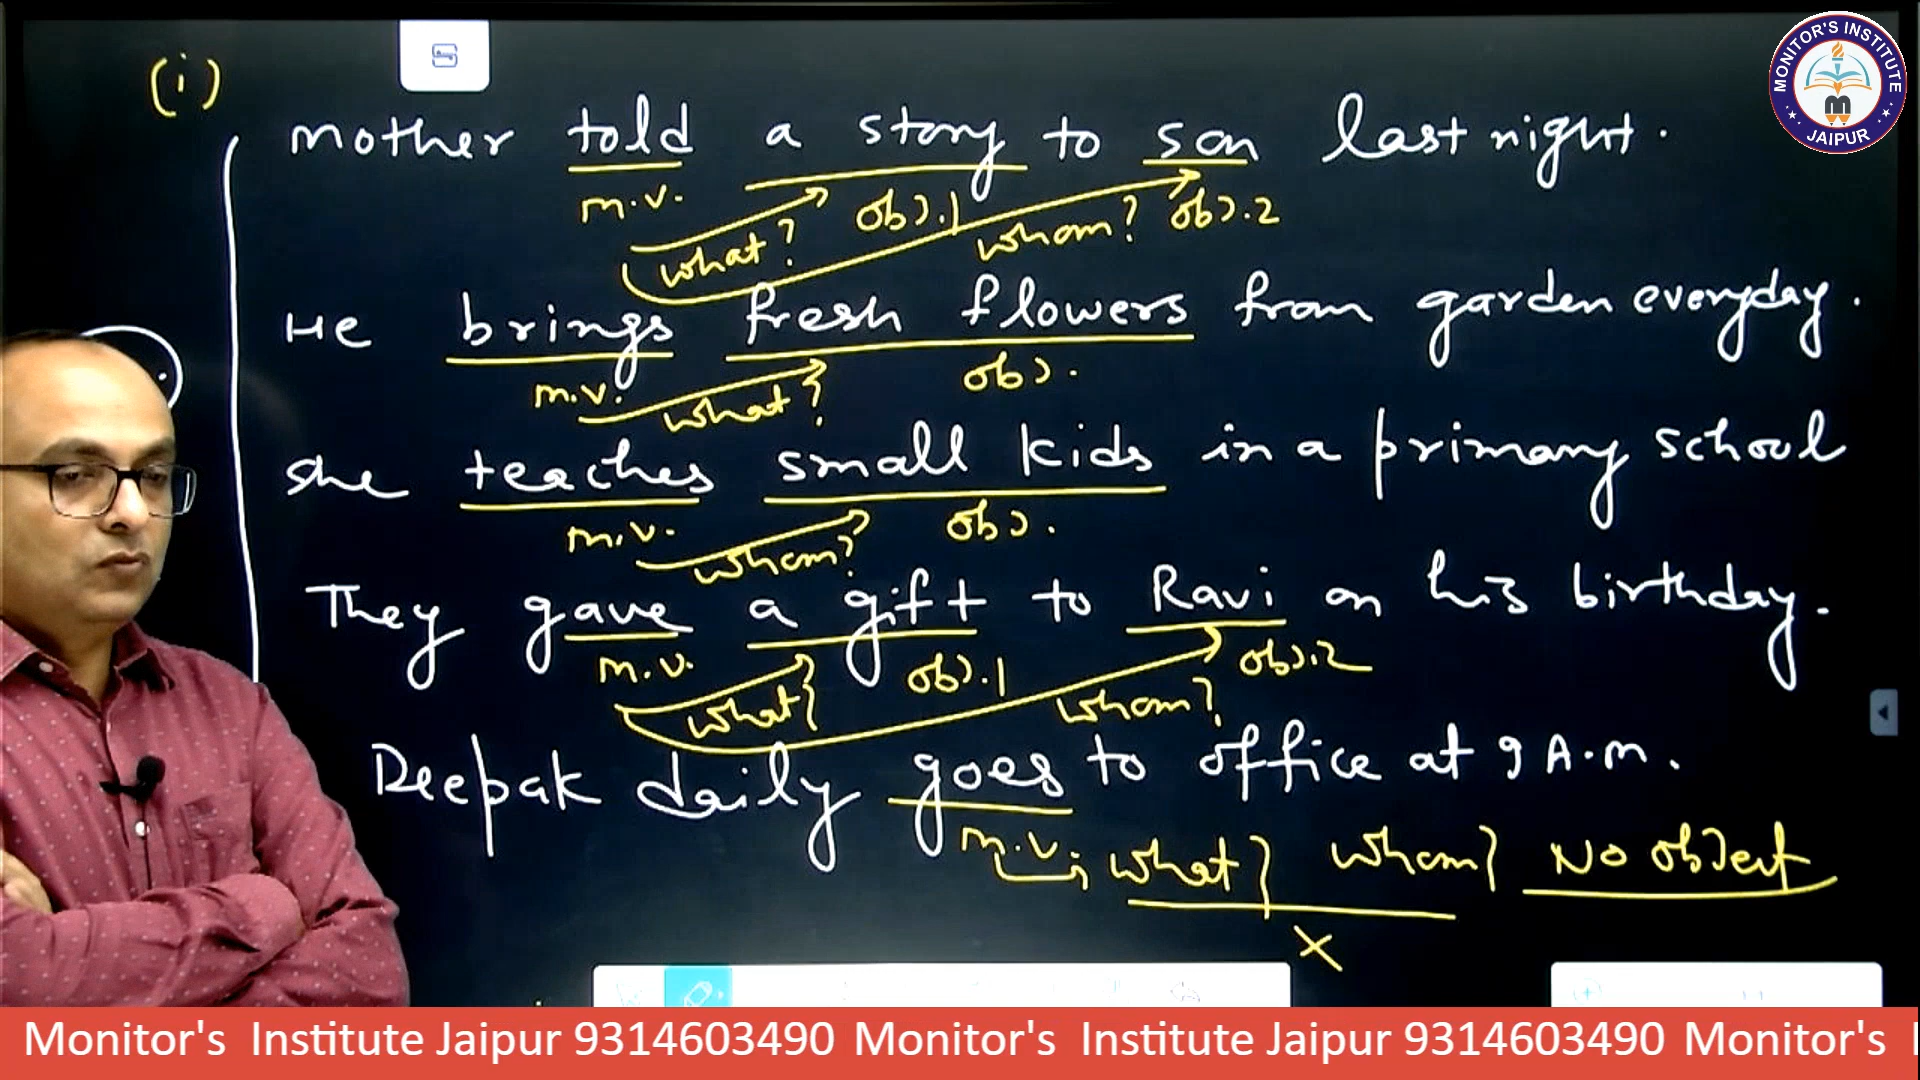 (i)
MONITOR'S INSTITUTE
JAIPUR
mother told a story to son last night.
m.v. what? obj.1 whom? obj.2
He brings fresh flowers from garden everyday.
m.v. what? obj.
She teaches small kids in a primary school
m.v. whom? obj.
They gave a gift to Ravi on his birthday.
m.v. what? obj.1 whom? obj.2
Deepak daily goes to office at 9 A.m.
m.v. what? whom? No object
x
Monitor's Institute Jaipur 9314603490 Monitor's Institute Jaipur 9314603490 Monitor's